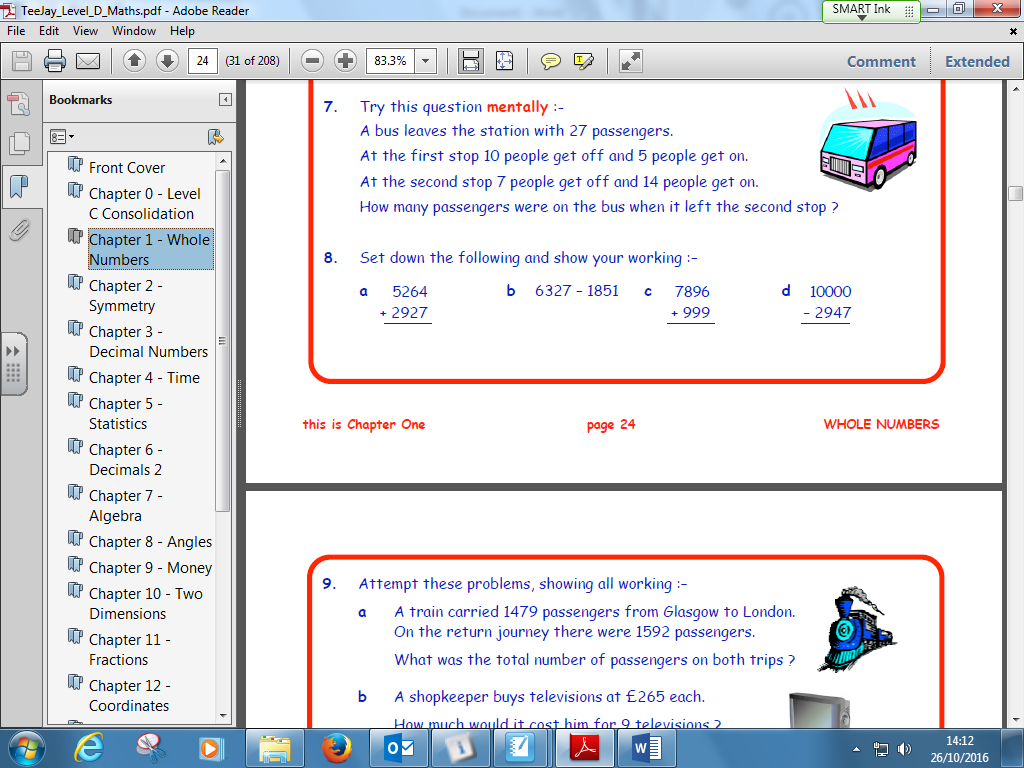 TeeJay_Level_D_Maths.pdf - Adobe Reader
SMART Ink
File Edit View Window Help
24 (31 of 208) 83.3% Comment Extended
Bookmarks
Front Cover
Chapter 0 - Level
C Consolidation
Chapter 1 - Whole
Numbers
Chapter 2 -
Symmetry
Chapter 3 -
Decimal Numbers
Chapter 4 - Time
Chapter 5 -
Statistics
Chapter 6 -
Decimals 2
Chapter 7 -
Algebra
Chapter 8 - Angles
Chapter 9 - Money
Chapter 10 - Two
Dimensions
Chapter 11 -
Fractions
Chapter 12 -
Coordinates
7. Try this question mentally :-
A bus leaves the station with 27 passengers.
At the first stop 10 people get off and 5 people get on.
At the second stop 7 people get off and 14 people get on.
How many passengers were on the bus when it left the second stop ?
8. Set down the following and show your working :-
a 5264 b 6327 - 1851 c 7896 d 10000
+ 2927 + 999 - 2947
this is Chapter One page 24 WHOLE NUMBERS
9. Attempt these problems, showing all working :-
a A train carried 1479 passengers from Glasgow to London.
On the return journey there were 1592 passengers.
What was the total number of passengers on both trips ?
b A shopkeeper buys televisions at £265 each.
How much would it cost him for 9 televisions ?
14:12
26/10/2016